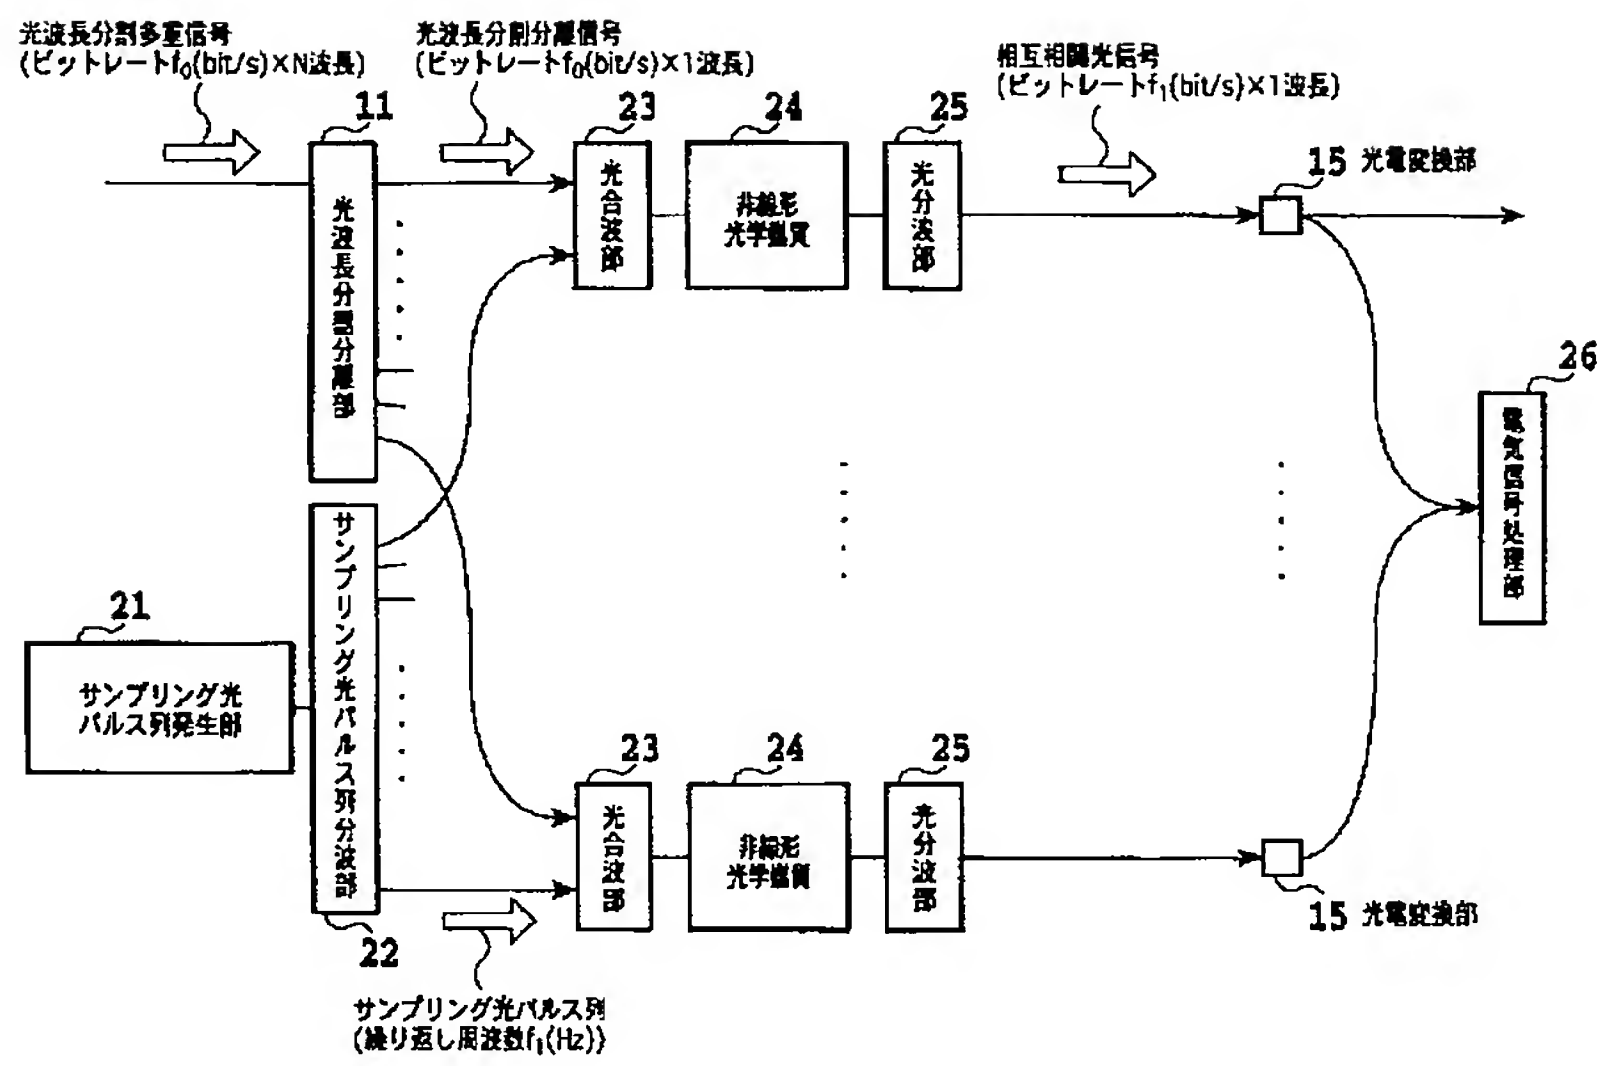 光波長分割多重信号
(ビットレートf0(bit/s)×N波長)
光波長分割分離信号
(ビットレートf0(bit/s)×1波長)
相互相関光信号
(ビットレートf1(bit/s)×1波長)
11
光波長分割分離部
23
光合波部
24
非線形
光学媒質
25
光分波部
15 光電変換部
26
電気信号処理部
21
サンプリング光
パルス列発生部
サンプリング光パルス列分波部
22
23
光合波部
24
非線形
光学媒質
25
光分波部
15 光電変換部
サンプリング光パルス列
(繰り返し周波数f1(Hz))